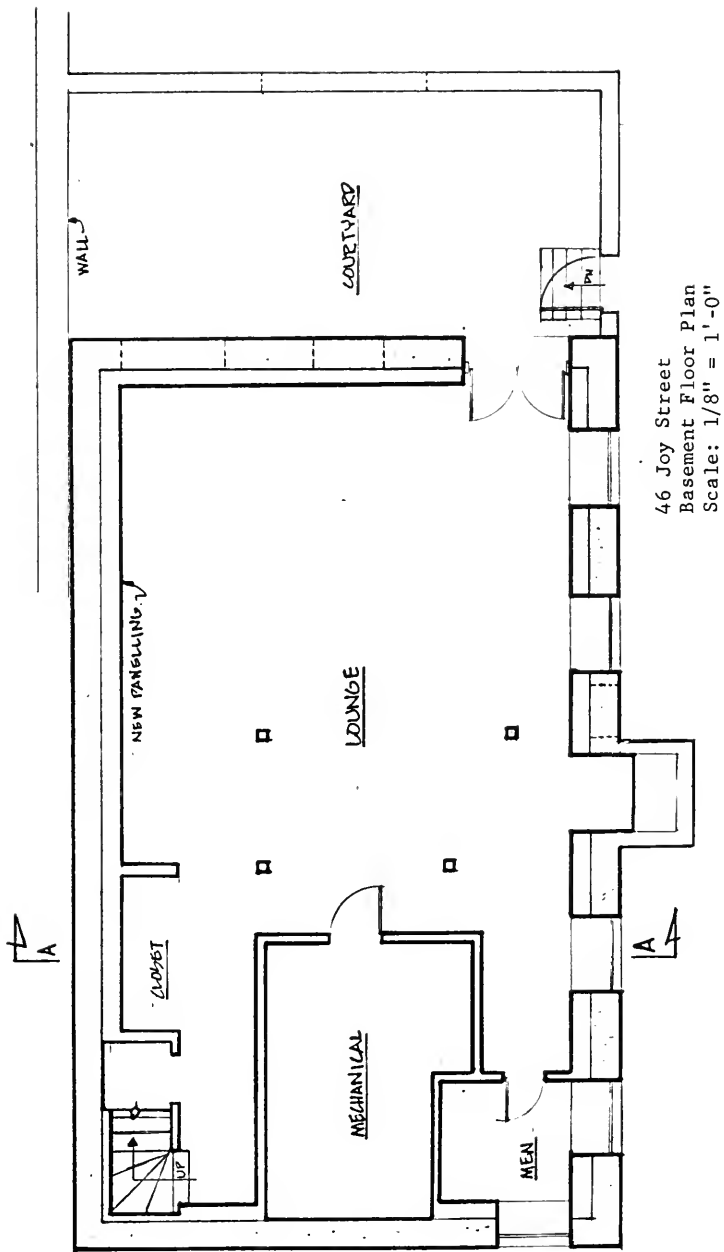 WALL
COURTYARD
NEW PANELLING
LOUNGE
CLOSET
A
A
MECHANICAL
MEN
UP
DN
46 Joy Street
Basement Floor Plan
Scale: 1/8" = 1'-0"